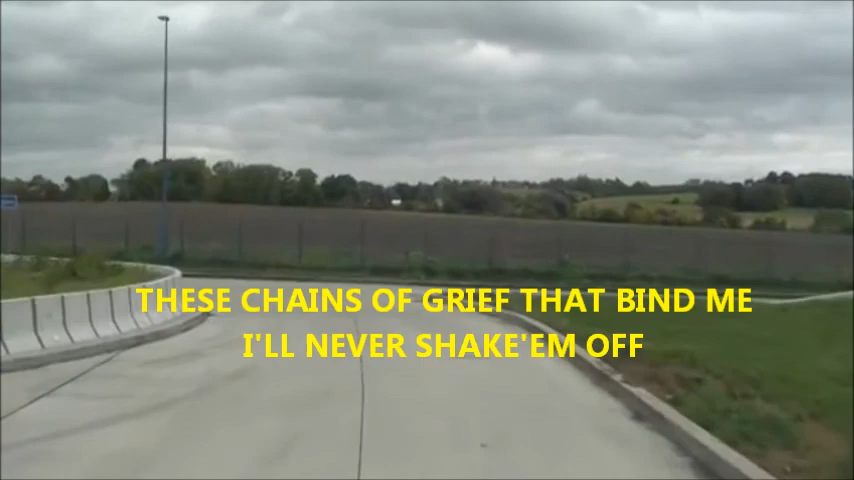 THESE CHAINS OF GRIEF THAT BIND ME
I'LL NEVER SHAKE'EM OFF